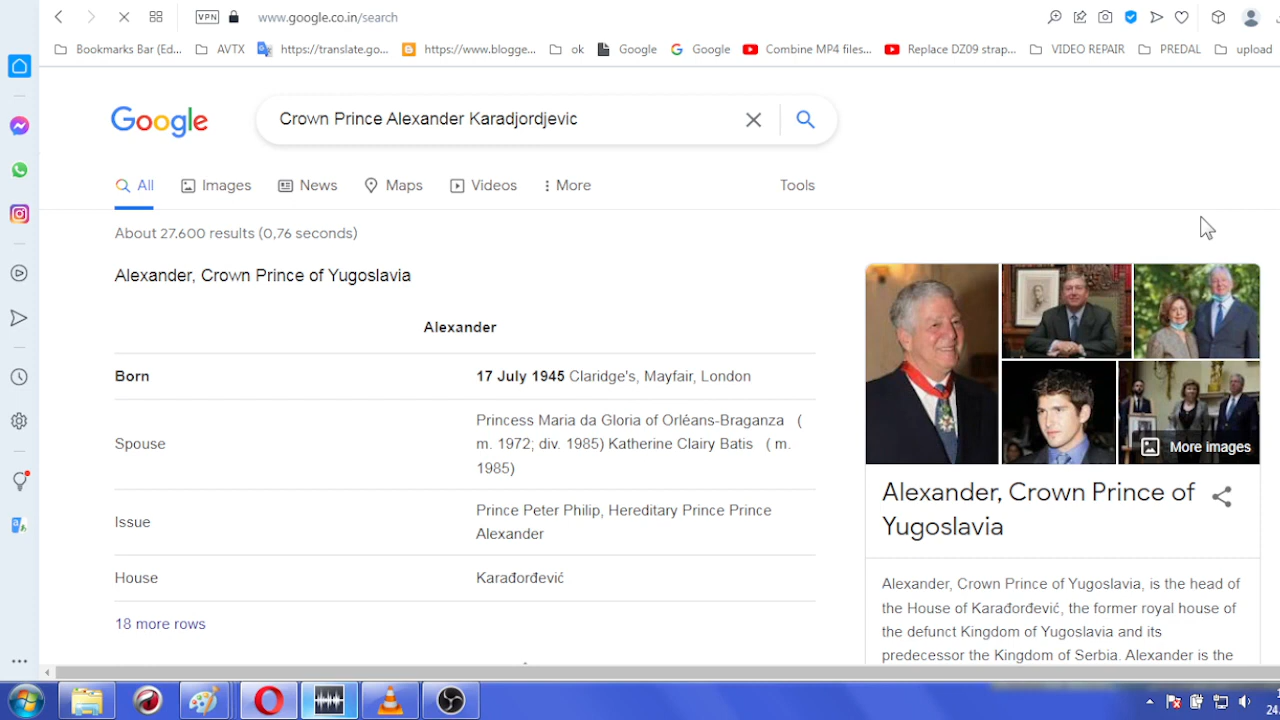 VPN
www.google.co.in/search
Bookmarks Bar (Ed...
AVTX
https://translate.go...
https://www.blogge...
ok
Google
Google
Combine MP4 files...
Replace DZ09 strap...
VIDEO REPAIR
PREDAL
upload
Google
Crown Prince Alexander Karadjordjevic
All
Images
News
Maps
Videos
More
Tools
About 27.600 results (0,76 seconds)
Alexander, Crown Prince of Yugoslavia
Alexander
Born
17 July 1945 Claridge's, Mayfair, London
Spouse
Princess Maria da Gloria of Orléans-Braganza (
m. 1972; div. 1985) Katherine Clairy Batis ( m.
1985)
Issue
Prince Peter Philip, Hereditary Prince Prince
Alexander
House
Karađorđević
18 more rows
More images
Alexander, Crown Prince of
Yugoslavia
Alexander, Crown Prince of Yugoslavia, is the head of
the House of Karađorđević, the former royal house of
the defunct Kingdom of Yugoslavia and its
predecessor the Kingdom of Serbia. Alexander is the